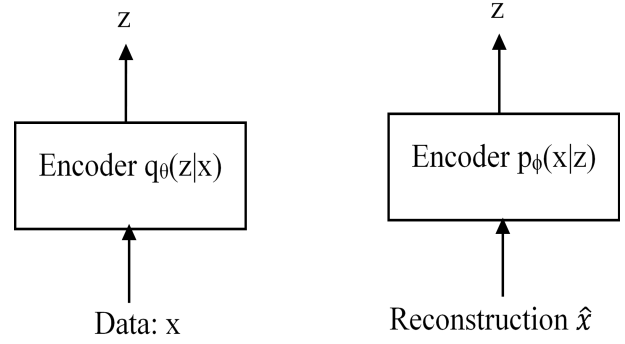 z
Encoder qθ(z|x)
Data: x
z
Encoder pϕ(x|z)
Reconstruction x̂